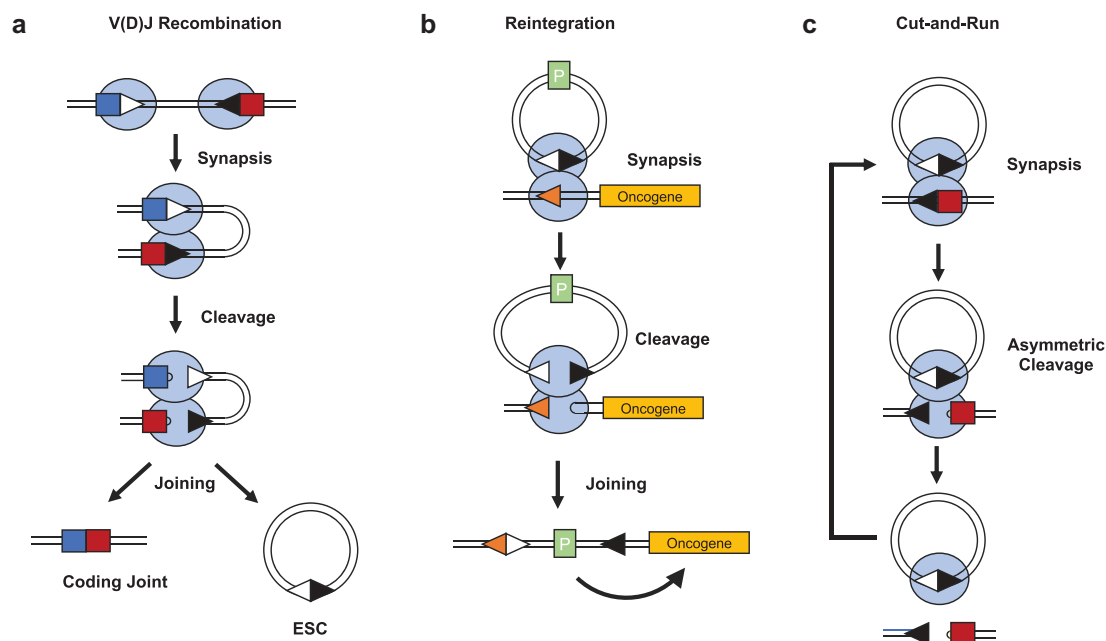 a
V(D)J Recombination
Synopsis
Cleavage
Joining
Coding Joint
ESC
b
Reintegration
P
Synapsis
Oncogene
P
Cleavage
Oncogene
Joining
P
Oncogene
c
Cut-and-Run
Synapsis
Asymmetric
Cleavage